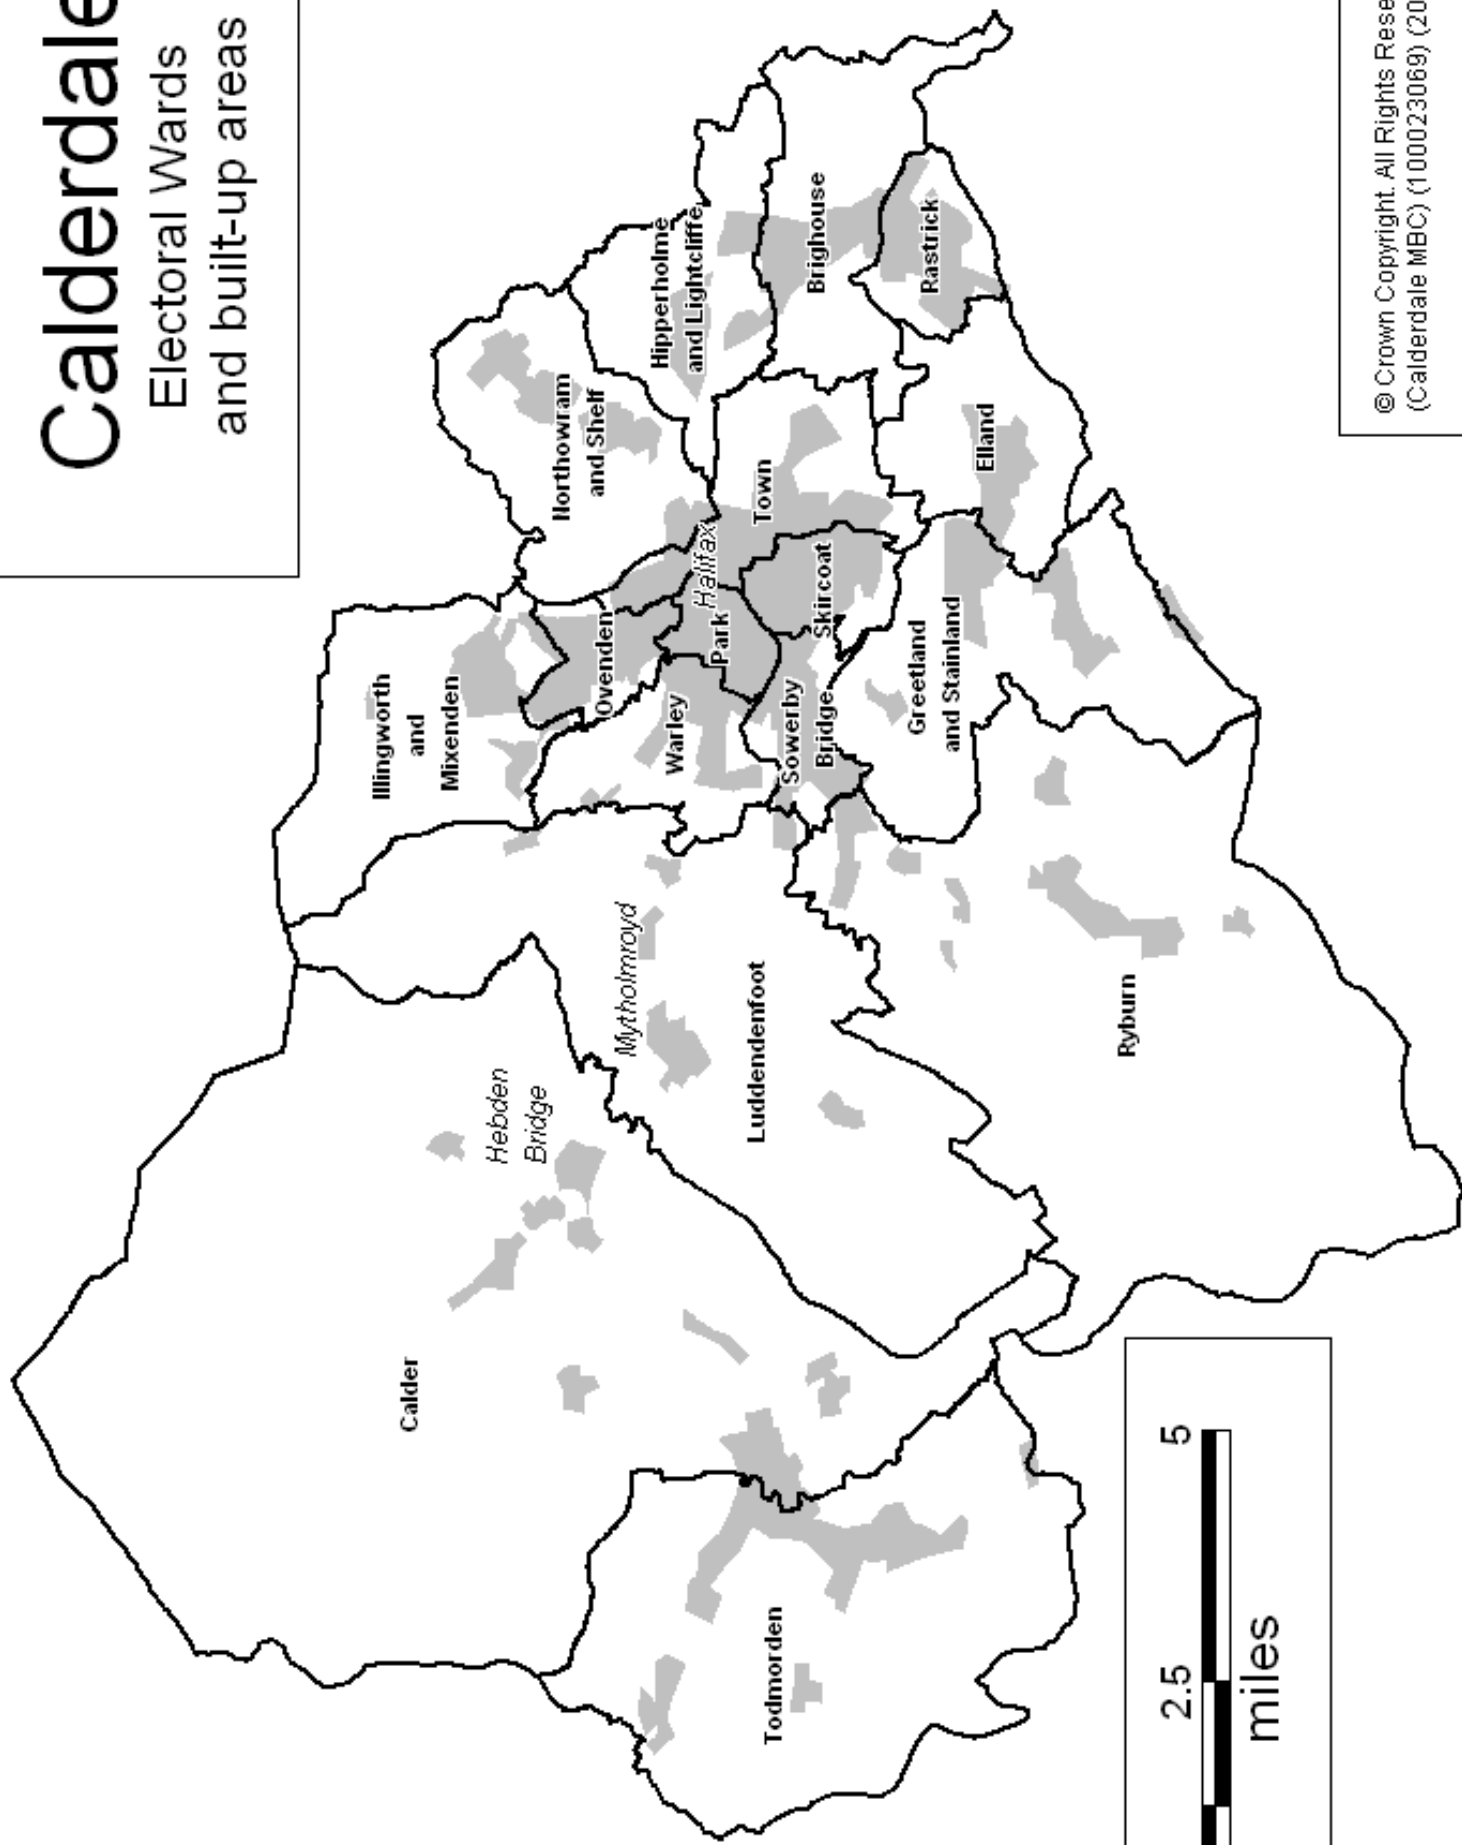 Calderdale
Electoral Wards
and built-up areas
Calder
Hebden
Bridge
Illingworth
and
Mixenden
Northowram
and Shelf
Ovenden
Mytholmroyd
Warley
Halifax
Park
Hipperholme
and Lightcliffe
Todmorden
Luddendenfoot
Sowerby
Bridge
Skircoat
Town
Brighouse
Greetland
and Stainland
Elland
Rastrick
Ryburn
2.5
5
miles
© Crown Copyright. All Rights Rese
(Calderdale MBC) (100023069) (20